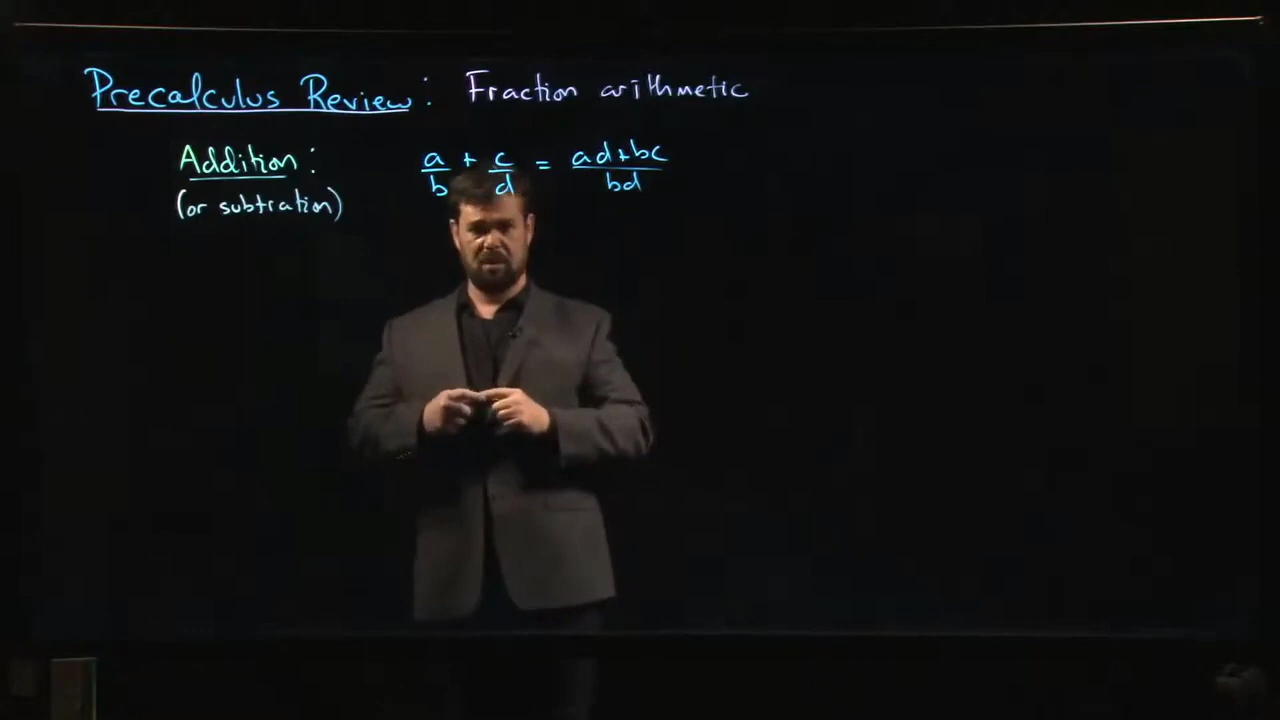 Precalculus Review: Fraction arithmetic
Addition: a/b + c/d = ad+bc/bd
(or subtration)